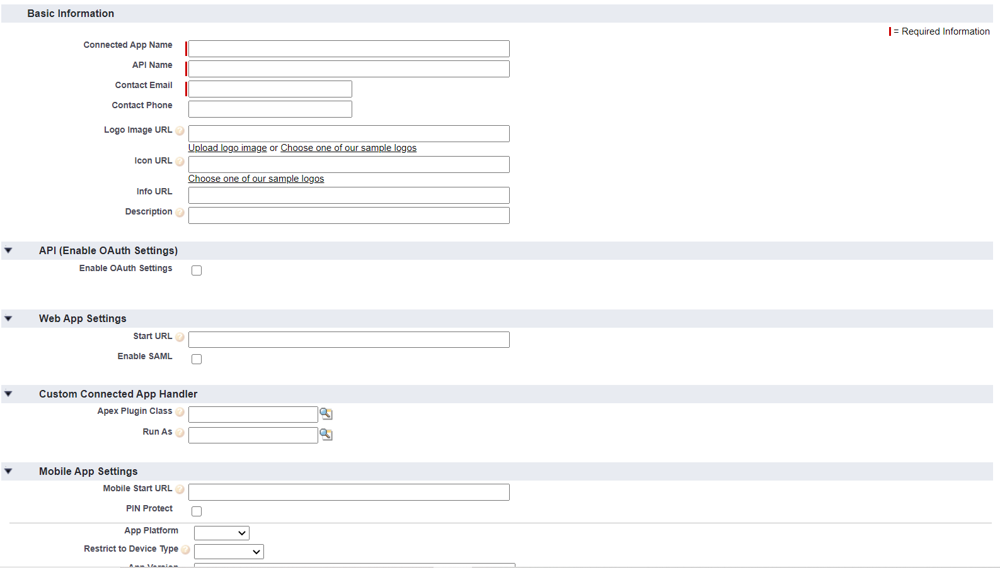 Basic Information
= Required Information
Connected App Name
API Name
Contact Email
Contact Phone
Logo Image URL ?
Upload logo image or Choose one of our sample logos
Icon URL ?
Choose one of our sample logos
Info URL
Description ?
API (Enable OAuth Settings)
Enable OAuth Settings
Web App Settings
Start URL ?
Enable SAML
Custom Connected App Handler
Apex Plugin Class ?
Run As ?
Mobile App Settings
Mobile Start URL ?
PIN Protect
App Platform
Restrict to Device Type ?
App Version